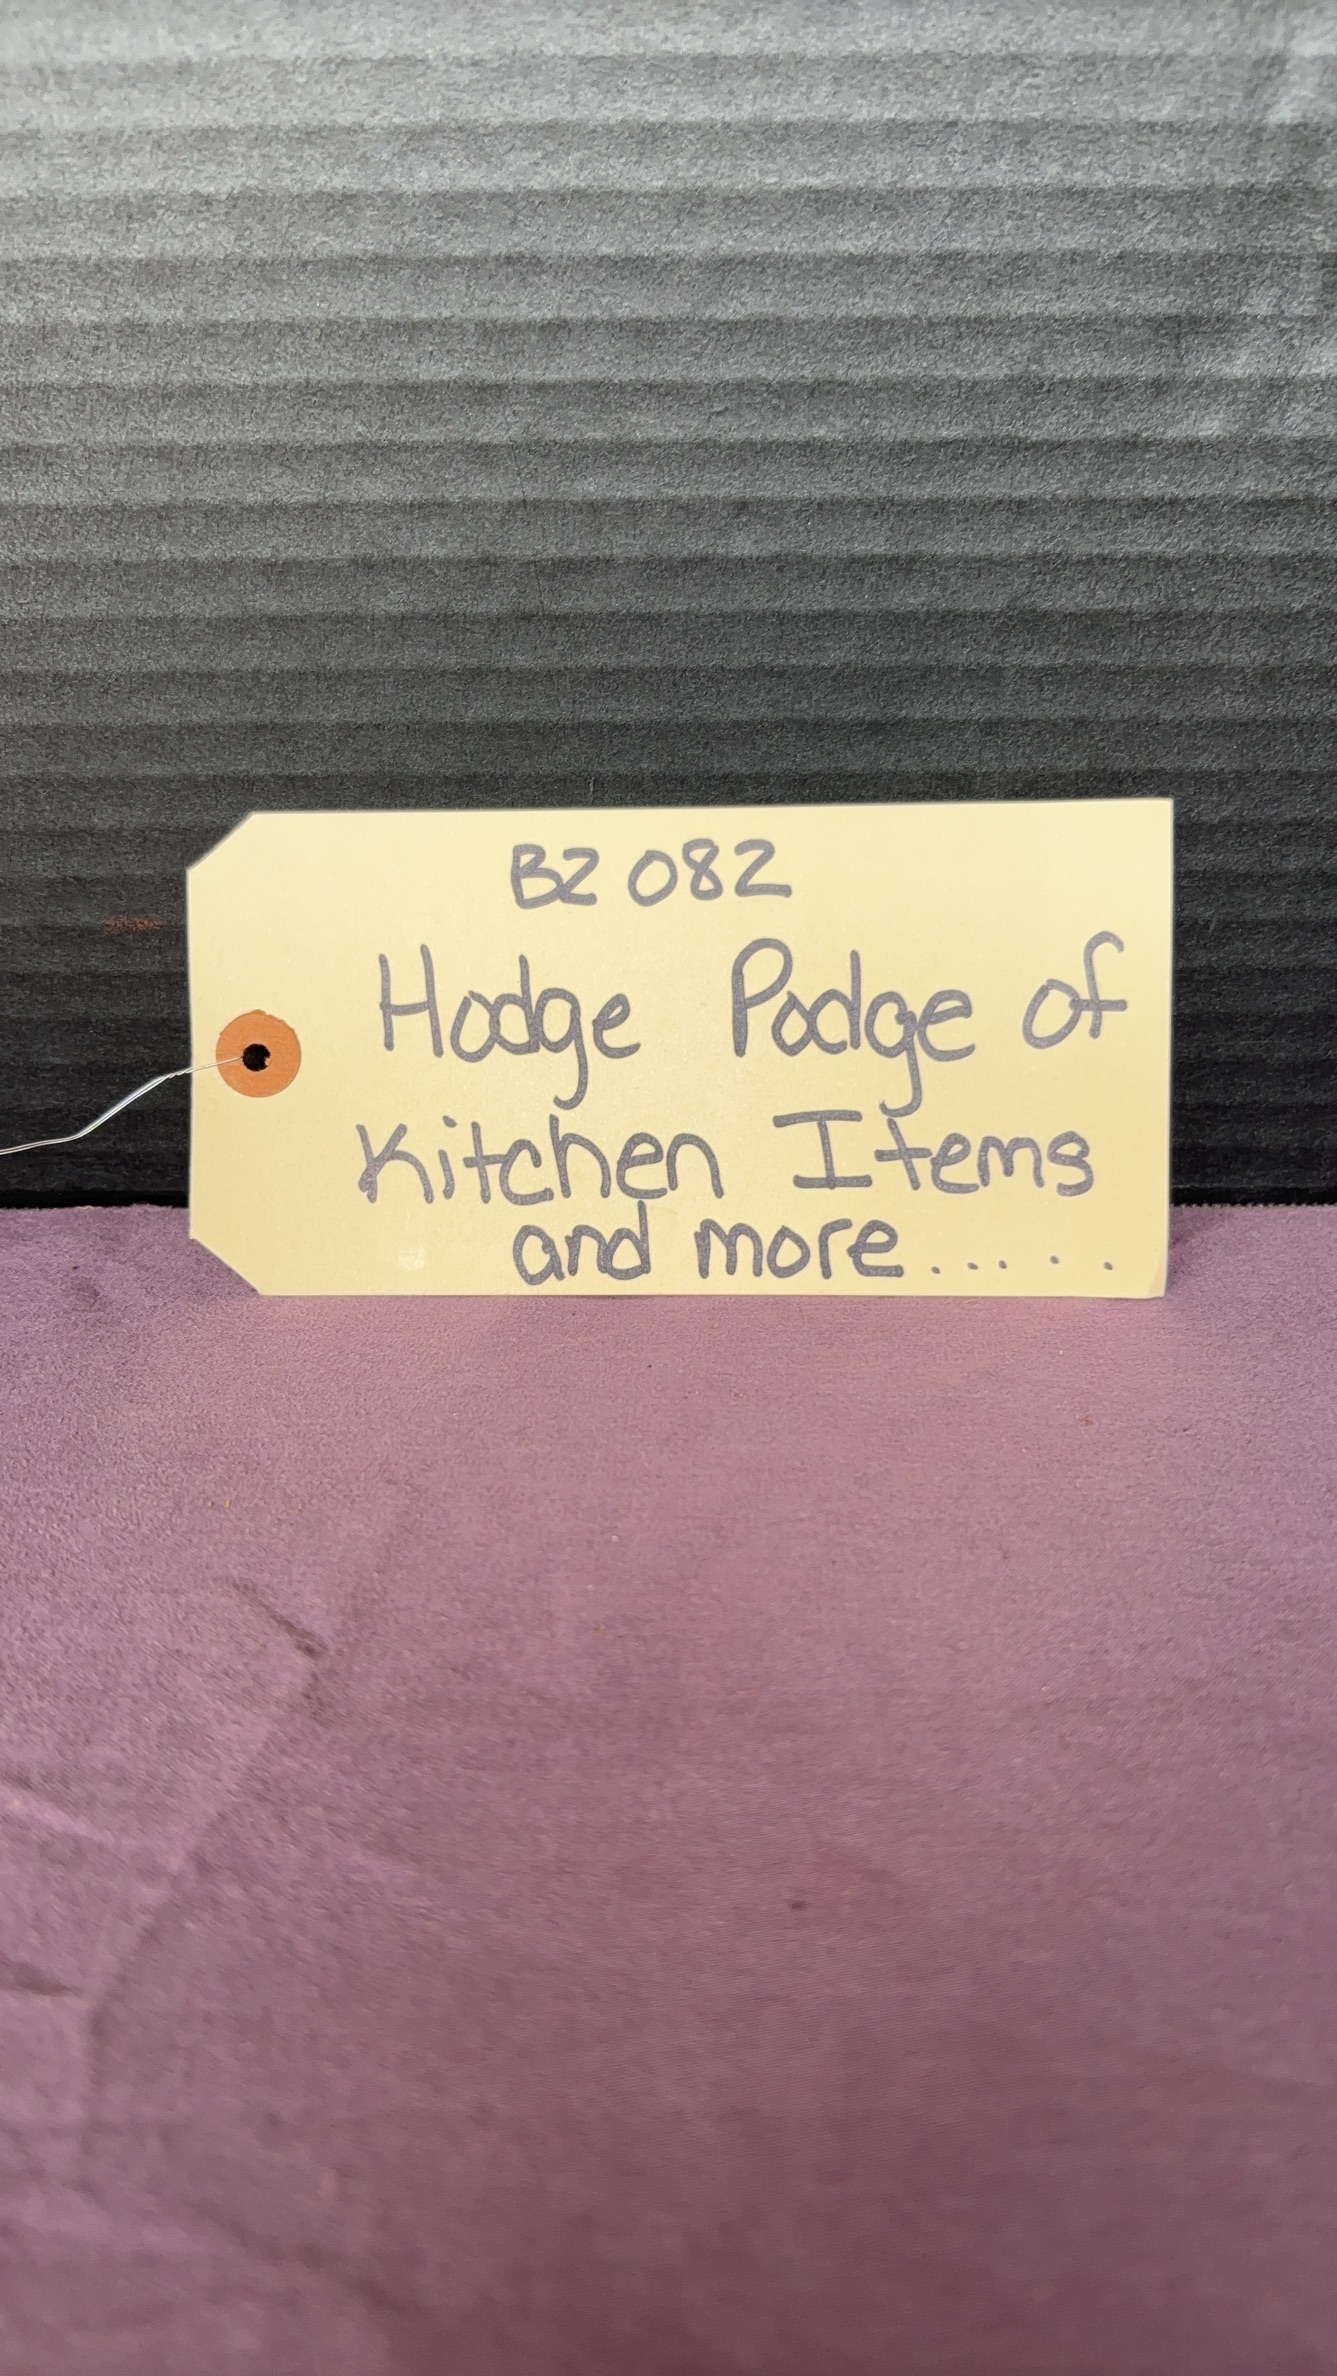 BZ 082
Hodge Podge of
Kitchen Items
and more......